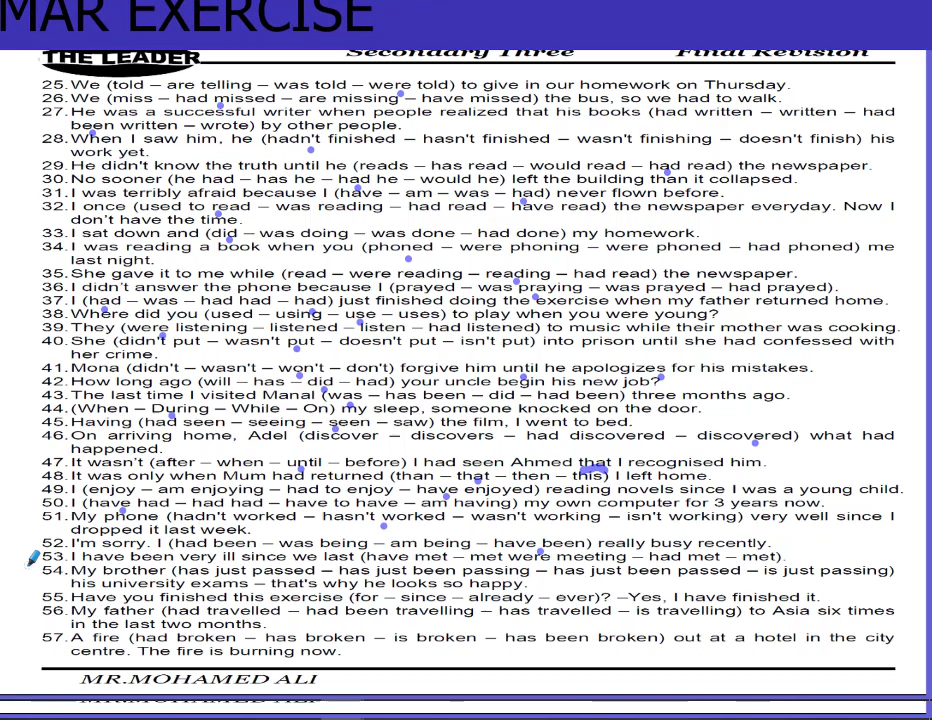 MAR EXERCISE
THE LEADER Secondary Three Final Revision
25. We (told – are telling – was told – were told) to give in our homework on Thursday.
26. We (miss – had missed – are missing – have missed) the bus, so we had to walk.
27. He was a successful writer when people realized that his books (had written – written – had
been written – wrote) by other people.
28. When I saw him, he (hadn't finished – hasn't finished – wasn't finishing – doesn't finish) his
work yet.
29. He didn't know the truth until he (reads – has read – would read – had read) the newspaper.
30. No sooner (he had – has he – had he – would he) left the building than it collapsed.
31. I was terribly afraid because I (have – am – was – had) never flown before.
32. I once (used to read – was reading – had read – have read) the newspaper everyday. Now I
don't have the time.
33. I sat down and (did – was doing – was done – had done) my homework.
34. I was reading a book when you (phoned – were phoning – were phoned – had phoned) me
last night.
35. She gave it to me while (read – were reading – reading – had read) the newspaper.
36. I didn't answer the phone because I (prayed – was praying – was prayed – had prayed).
37. I (had – was – had had – had) just finished doing the exercise when my father returned home.
38. Where did you (used – using – use – uses) to play when you were young?
39. They (were listening – listened – listen – had listened) to music while their mother was cooking.
40. She (didn't put – wasn't put – doesn't put – isn't put) into prison until she had confessed with
her crime.
41. Mona (didn't – wasn't – won't – don't) forgive him until he apologizes for his mistakes.
42. How long ago (will – has – did – had) your uncle begin his new job?
43. The last time I visited Manal (was – has been – did – had been) three months ago.
44. (When – During – While – On) my sleep, someone knocked on the door.
45. Having (had seen – seeing – seen – saw) the film, I went to bed.
46. On arriving home, Adel (discover – discovers – had discovered – discovered) what had
happened.
47. It wasn't (after – when – until – before) I had seen Ahmed that I recognised him.
48. It was only when Mum had returned (than – that – then – this) I left home.
49. I (enjoy – am enjoying – had to enjoy – have enjoyed) reading novels since I was a young child.
50. I (have had – had had – have to have – am having) my own computer for 3 years now.
51. My phone (hadn't worked – hasn't worked – wasn't working – isn't working) very well since I
dropped it last week.
52. I'm sorry. I (had been – was being – am being – have been) really busy recently.
53. I have been very ill since we last (have met – met were meeting – had met – met).
54. My brother (has just passed – has just been passing – has just been passed – is just passing)
his university exams – that's why he looks so happy.
55. Have you finished this exercise (for – since – already – ever)? –Yes, I have finished it.
56. My father (had travelled – had been travelling – has travelled – is travelling) to Asia six times
in the last two months.
57. A fire (had broken – has broken – is broken – has been broken) out at a hotel in the city
centre. The fire is burning now.
MR.MOHAMED ALI
MR.MOHAMED ALI